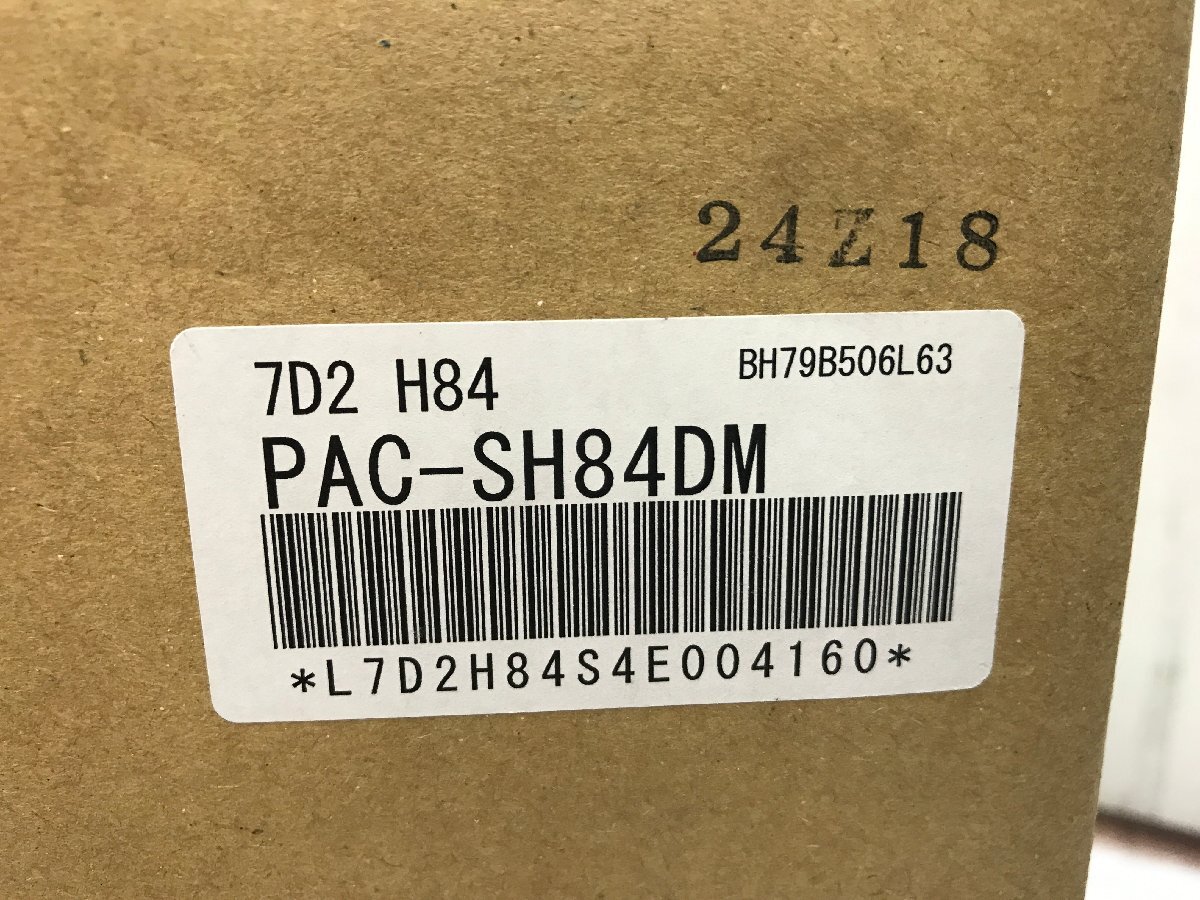 24Z18
7D2 H84
BH79B506L63
PAC-SH84DM
*L7D2H84S4E004160*